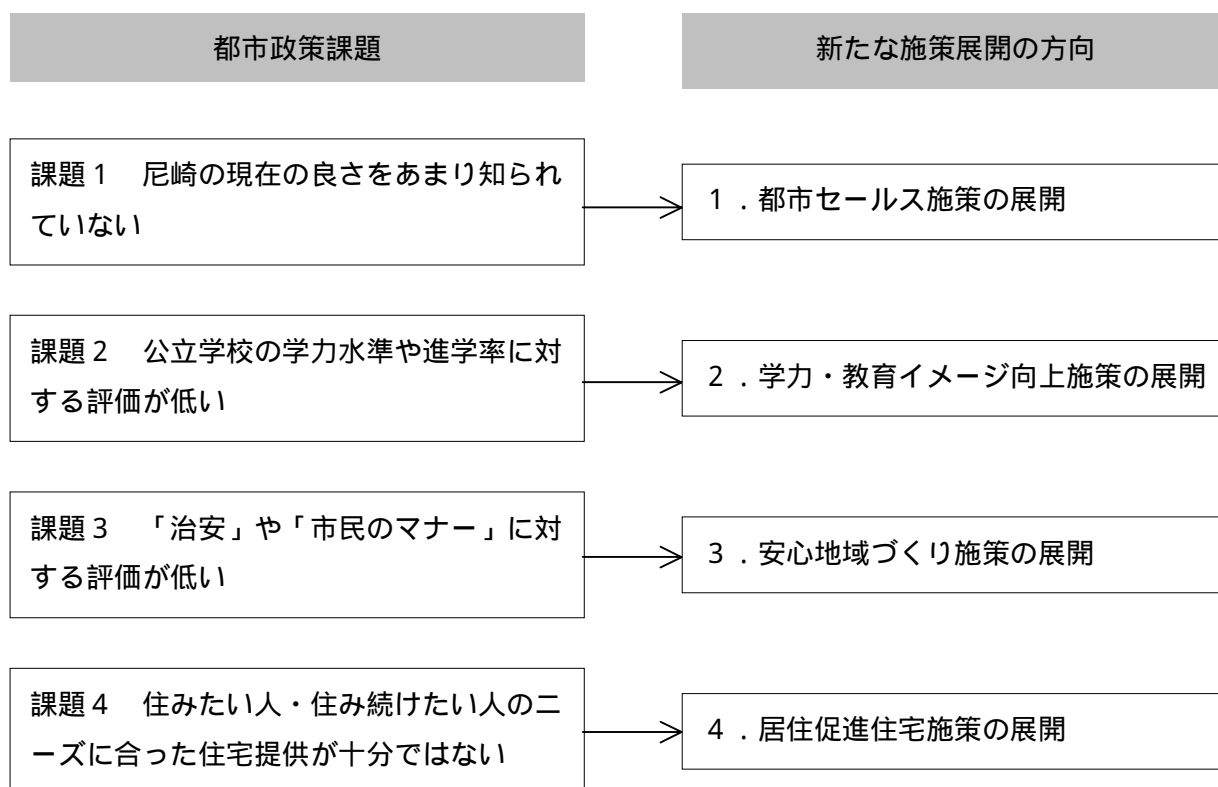 都市政策課題
新たな施策展開の方向
課題１　尼崎の現在の良さをあまり知られ
ていない
１．都市セールス施策の展開
課題２　公立学校の学力水準や進学率に対
する評価が低い
２．学力・教育イメージ向上施策の展開
課題３　「治安」や「市民のマナー」に対
する評価が低い
３．安心地域づくり施策の展開
課題４　住みたい人・住み続けたい人のニ
ーズに合った住宅提供が十分ではない
４．居住促進住宅施策の展開